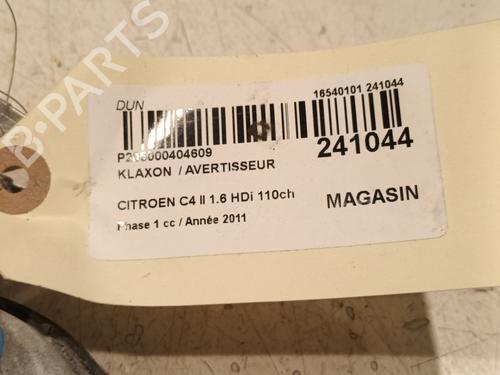 DUN
16540101 241044
P205000404609
241044
KLAXON / AVERTISSEUR
CITROEN C4 II 1.6 HDi 110ch
MAGASIN
Phase 1 cc / Année 2011
B-PARTS